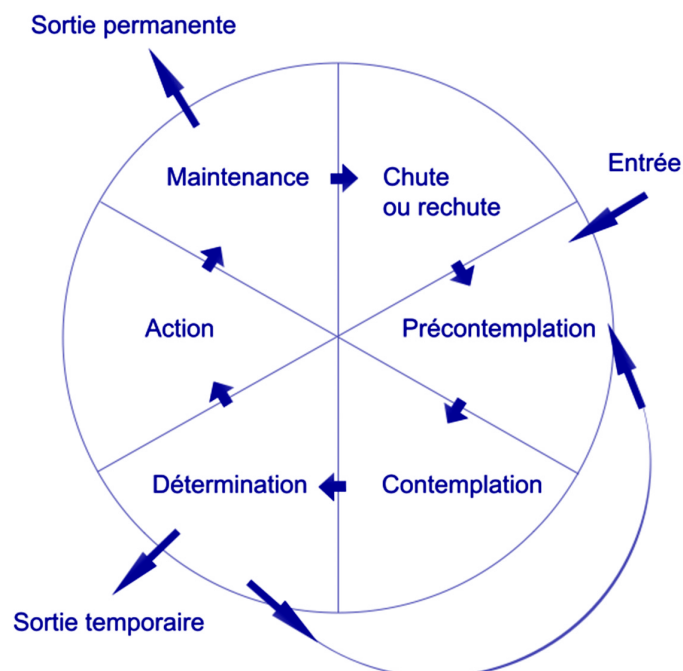 Sortie permanente
Entrée
Maintenance
Chute
ou rechute
Action
Précontemplation
Détermination
Contemplation
Sortie temporaire